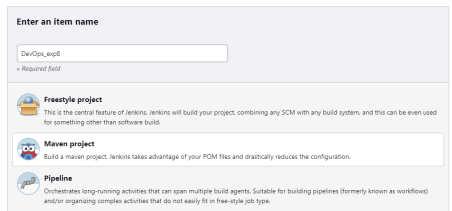 Enter an item name
DevOps_exp8
» Required field
Freestyle project
This is the central feature of Jenkins. Jenkins will build your project, combining any SCM with any build system, and this can be even used
for something other than software build.
Maven project
Build a maven project. Jenkins takes advantage of your POM files and drastically reduces the configuration.
Pipeline
Orchestrates long-running activities that can span multiple build agents. Suitable for building pipelines (formerly known as workflows)
and/or organizing complex activities that do not easily fit in free-style job type.